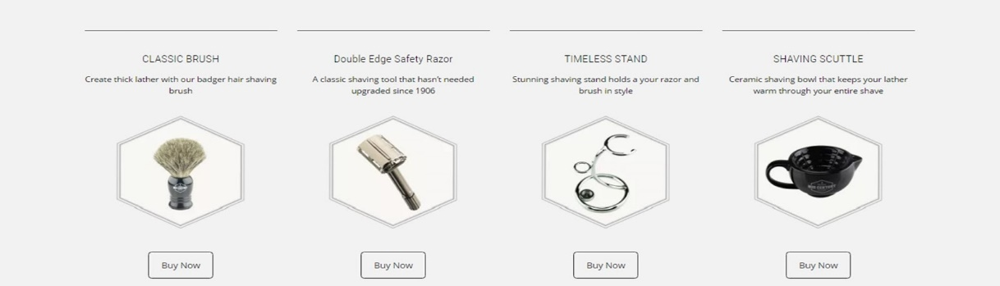 CLASSIC BRUSH
Create thick lather with our badger hair shaving
brush
Buy Now
Double Edge Safety Razor
A classic shaving tool that hasn't needed
upgraded since 1906
Buy Now
TIMELESS STAND
Stunning shaving stand holds a your razor and
brush in style
Buy Now
SHAVING SCUTTLE
Ceramic shaving bowl that keeps your lather
warm through your entire shave
Buy Now